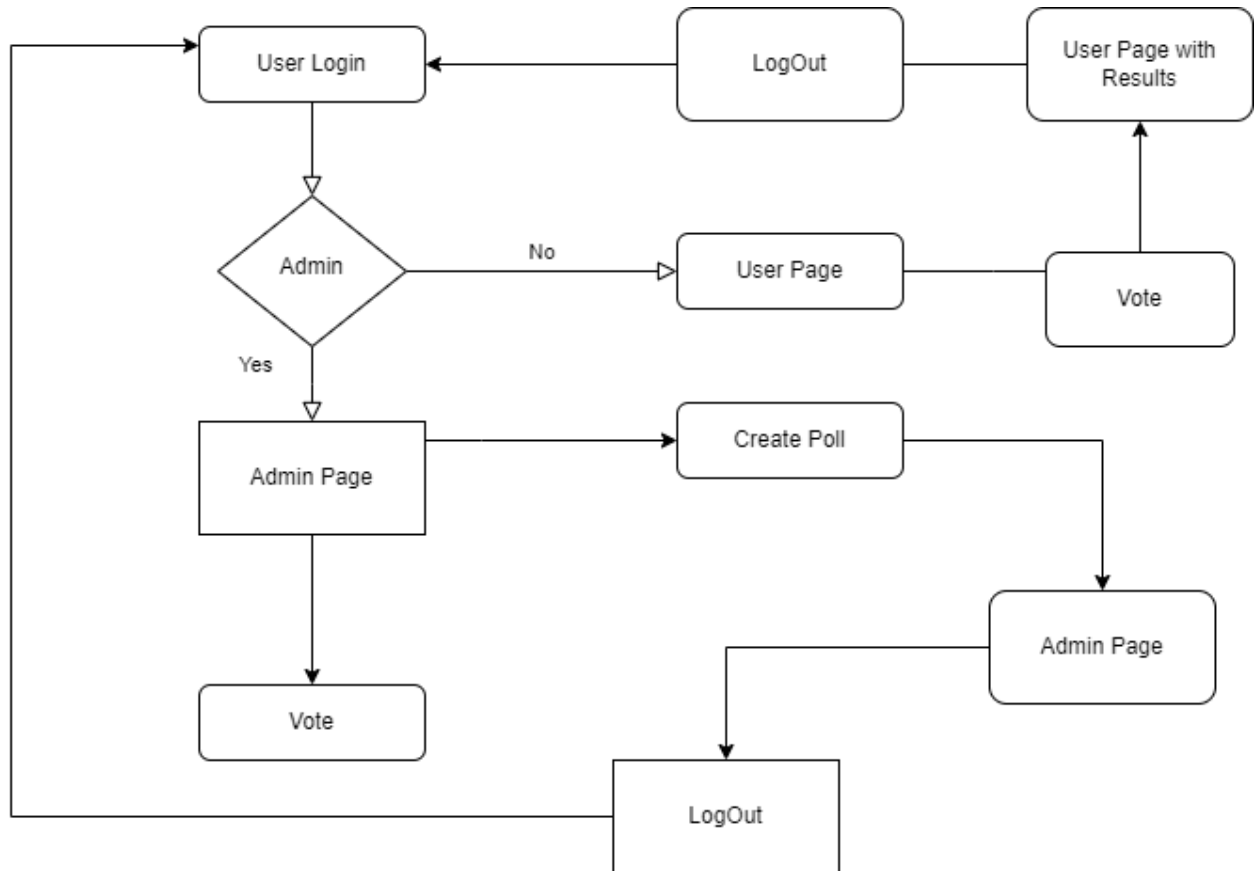 User Login
LogOut
User Page with
Results
Admin
No
User Page
Vote
Yes
Admin Page
Create Poll
Admin Page
Vote
LogOut